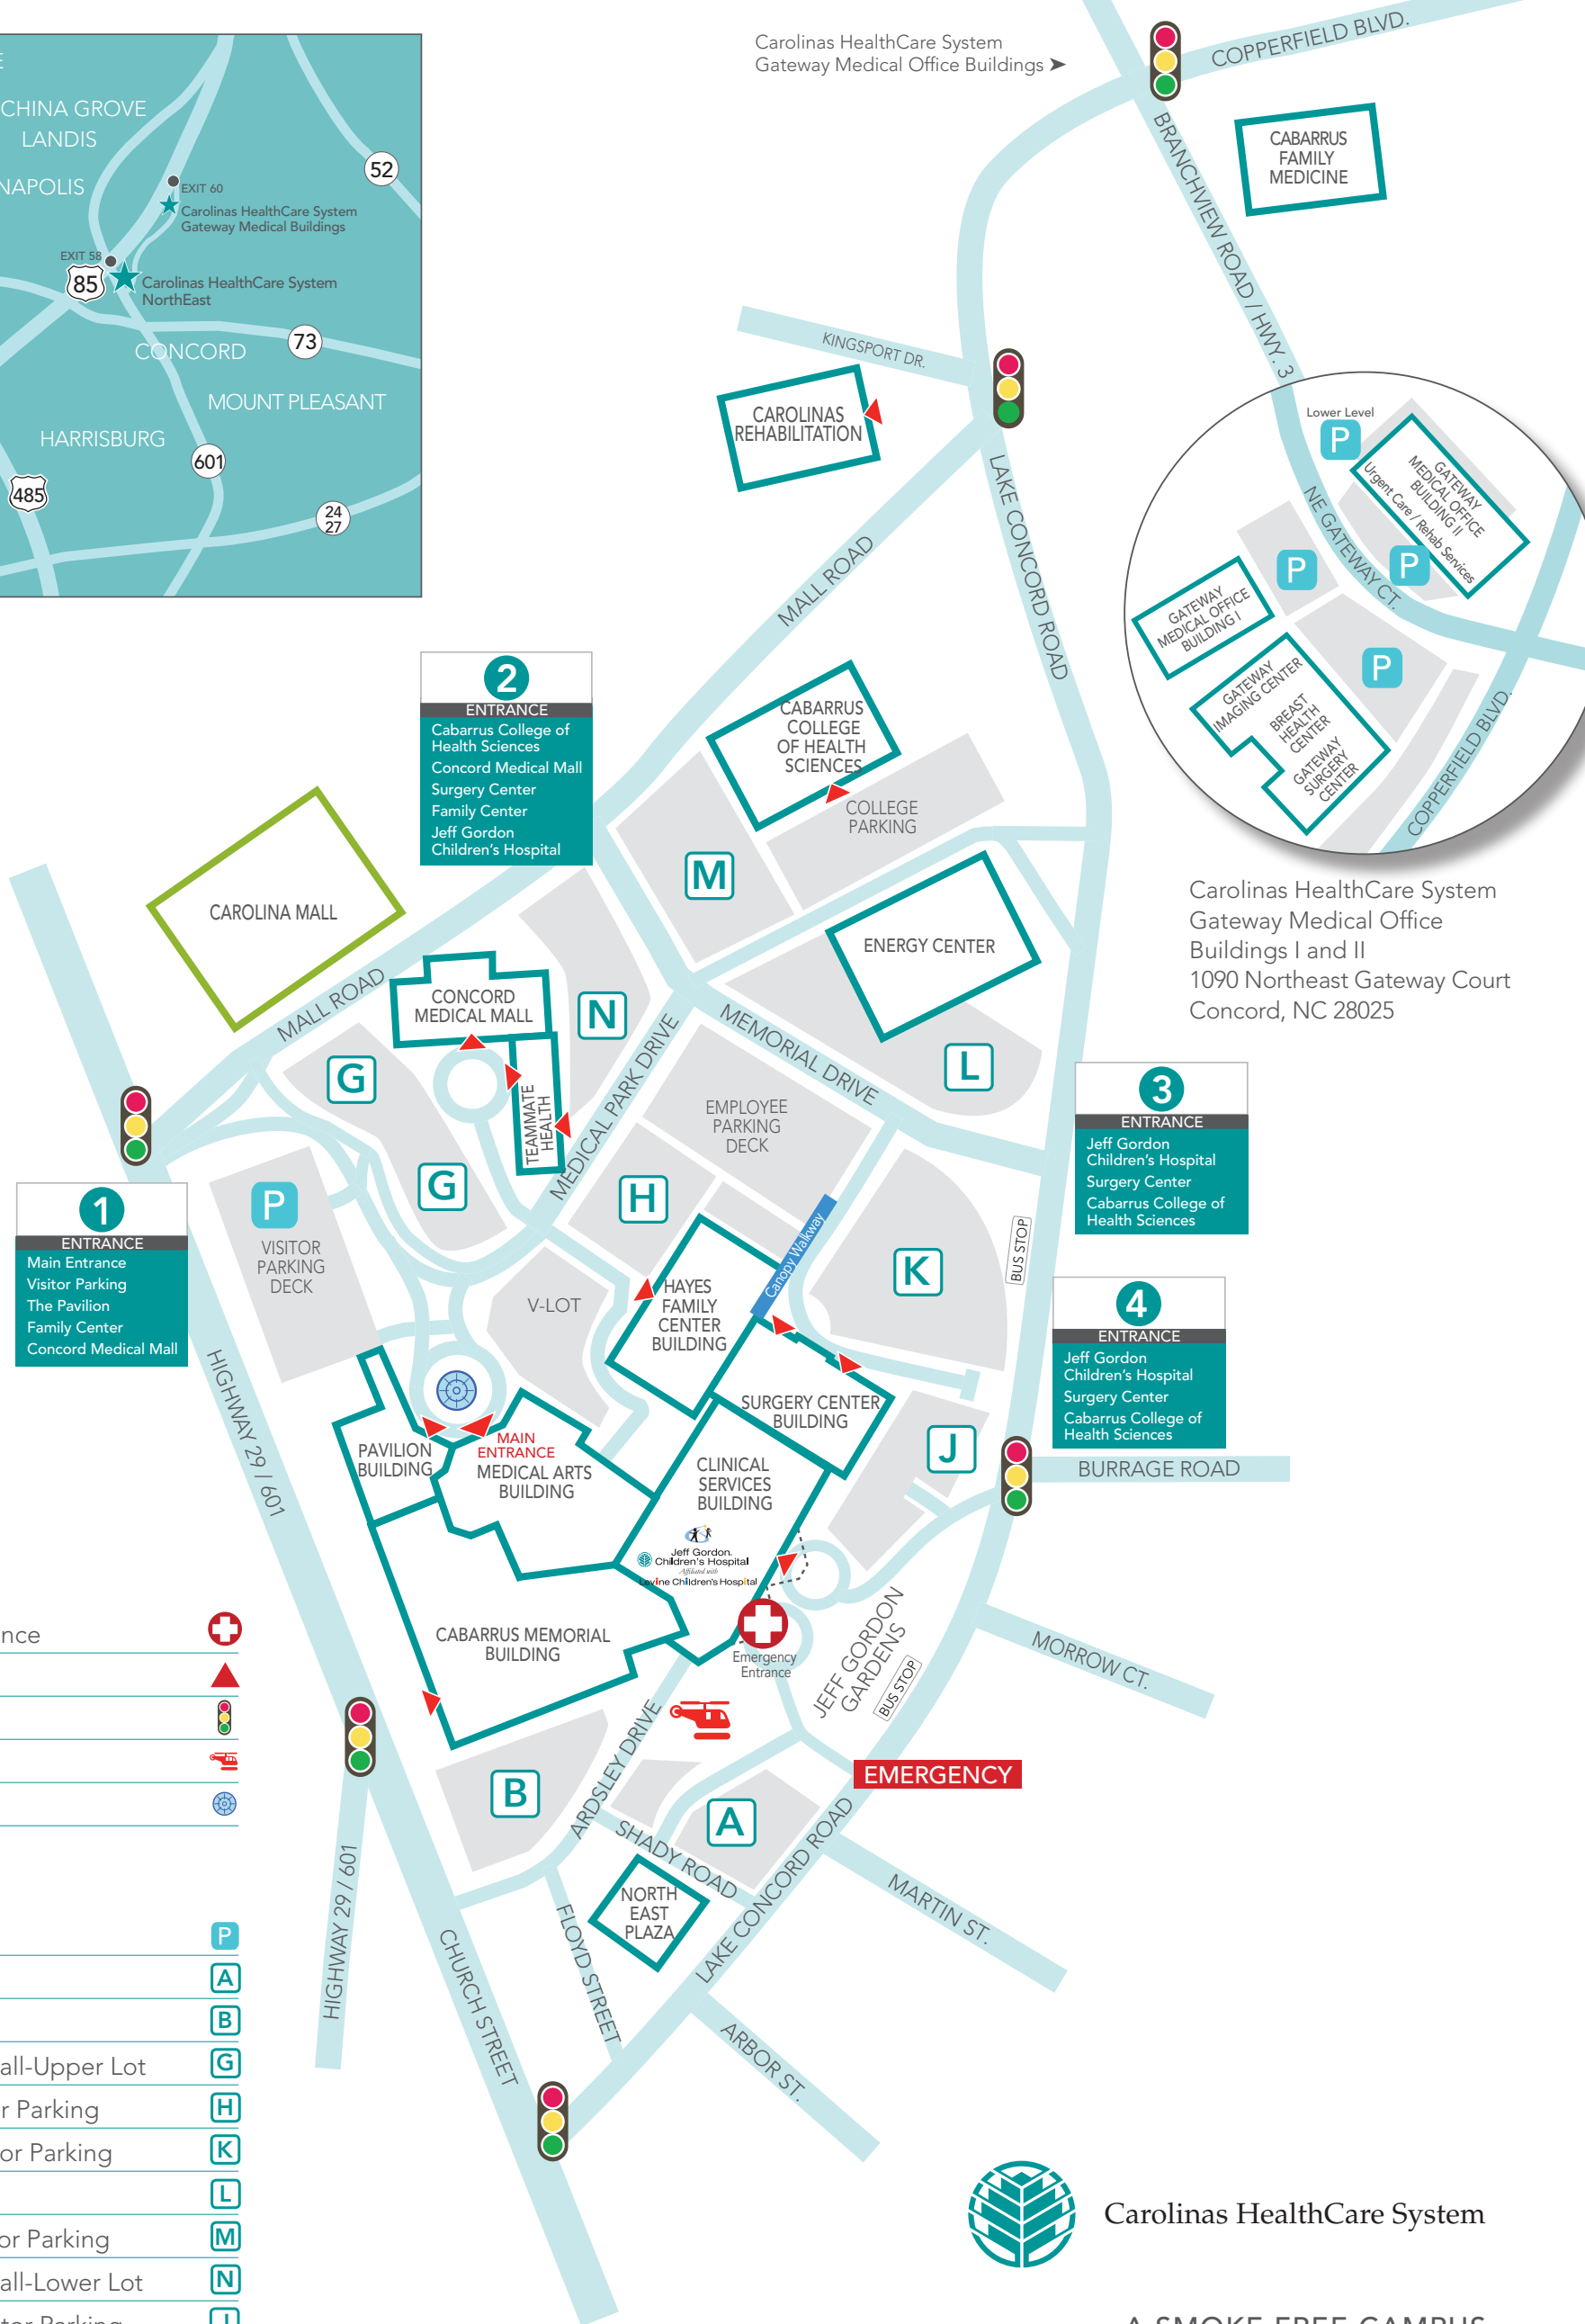 CHINA GROVE
LANDIS
52
EXIT 60
Carolinas HealthCare System
Gateway Medical Buildings
EXIT 58
85
Carolinas HealthCare System
NorthEast
73
CONCORD
MOUNT PLEASANT
HARRISBURG
601
485
24
27
Carolinas HealthCare System
Gateway Medical Office Buildings ➤
COPPERFIELD BLVD.
CABARRUS
FAMILY
MEDICINE
BRANCHVIEW ROAD / HWY. 3
KINGSPORT DR.
CAROLINAS
REHABILITATION
LAKE CONCORD ROAD
MALL ROAD
Lower Level
P
GATEWAY
MEDICAL OFFICE
BUILDING II
Urgent Care / Rehab Services
NE GATEWAY CT.
P
P
GATEWAY
MEDICAL OFFICE
BUILDING I
P
GATEWAY
IMAGING CENTER
BREAST
HEALTH
CENTER
GATEWAY
SURGERY
CENTER
COPPERFIELD BLVD.
Carolinas HealthCare System
Gateway Medical Office
Buildings I and II
1090 Northeast Gateway Court
Concord, NC 28025
2
ENTRANCE
Cabarrus College of
Health Sciences
Concord Medical Mall
Surgery Center
Family Center
Jeff Gordon
Children's Hospital
CABARRUS
COLLEGE
OF HEALTH
SCIENCES
COLLEGE
PARKING
M
CAROLINA MALL
ENERGY CENTER
MALL ROAD
CONCORD
MEDICAL MALL
N
MEMORIAL DRIVE
L
G
TEAMMATE
HEALTH
MEDICAL PARK DRIVE
EMPLOYEE
PARKING
DECK
3
ENTRANCE
Jeff Gordon
Children's Hospital
Surgery Center
Cabarrus College of
Health Sciences
1
ENTRANCE
Main Entrance
Visitor Parking
The Pavilion
Family Center
Concord Medical Mall
P
VISITOR
PARKING
DECK
G
H
Canopy Walkway
K
BUS STOP
4
ENTRANCE
Jeff Gordon
Children's Hospital
Surgery Center
Cabarrus College of
Health Sciences
V-LOT
HAYES
FAMILY
CENTER
BUILDING
HIGHWAY 29 / 601
SURGERY CENTER
BUILDING
J
BURRAGE ROAD
PAVILION
BUILDING
MAIN
ENTRANCE
MEDICAL ARTS
BUILDING
CLINICAL
SERVICES
BUILDING
Jeff Gordon
Children's Hospital
Affiliated with
Levine Children's Hospital
CABARRUS MEMORIAL
BUILDING
Emergency
Entrance
JEFF GORDON
GARDENS
BUS STOP
MORROW CT.
EMERGENCY
B
ARDSLEY DRIVE
A
SHADY ROAD
NORTH
EAST
PLAZA
LAKE CONCORD ROAD
MARTIN ST.
HIGHWAY 29 / 601
CHURCH STREET
FLOYD STREET
ARBOR ST.
P
A
B
all-Upper Lot
G
r Parking
H
or Parking
K
L
or Parking
M
all-Lower Lot
N
Carolinas HealthCare System
A SMOKE-FREE CAMPUS